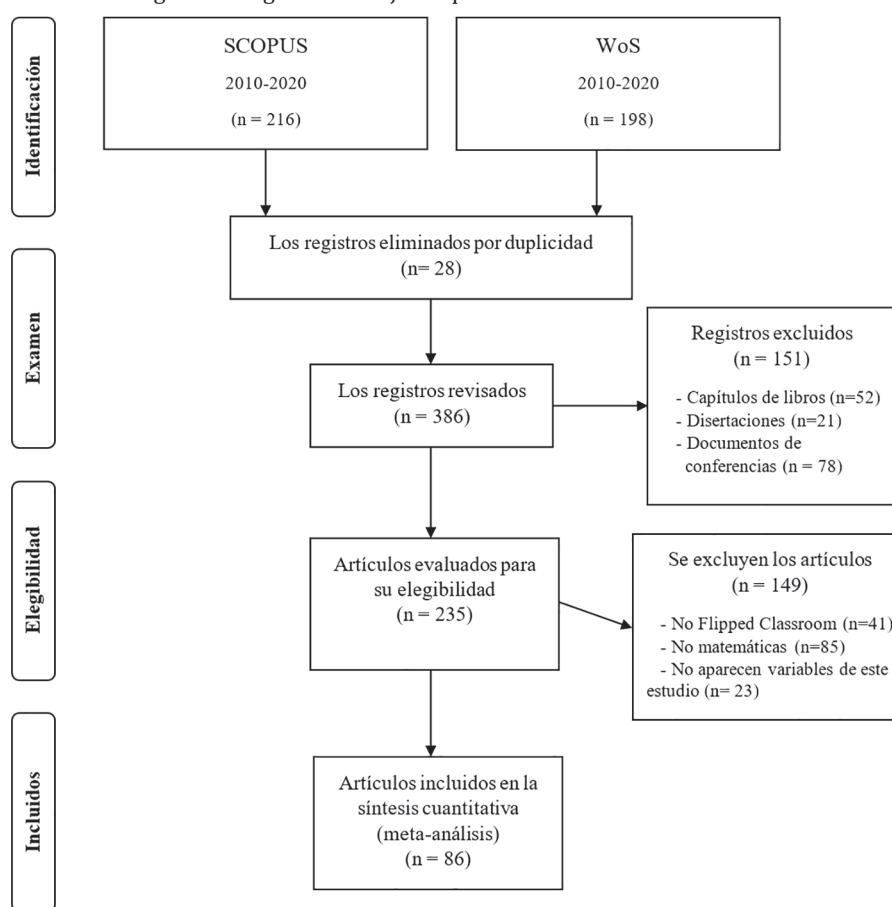 Identificación
SCOPUS
2010-2020
(n = 216)
WoS
2010-2020
(n = 198)
Los registros eliminados por duplicidad
(n= 28)
Examen
Los registros revisados
(n = 386)
Registros excluidos
(n = 151)
- Capítulos de libros (n=52)
- Disertaciones (n=21)
- Documentos de
conferencias (n = 78)
Elegibilidad
Artículos evaluados para
su elegibilidad
(n = 235)
Se excluyen los artículos
(n = 149)
- No Flipped Classroom (n=41)
- No matemáticas (n=85)
- No aparecen variables de este
estudio (n= 23)
Incluidos
Artículos incluidos en la
síntesis cuantitativa
(meta-análisis)
(n = 86)